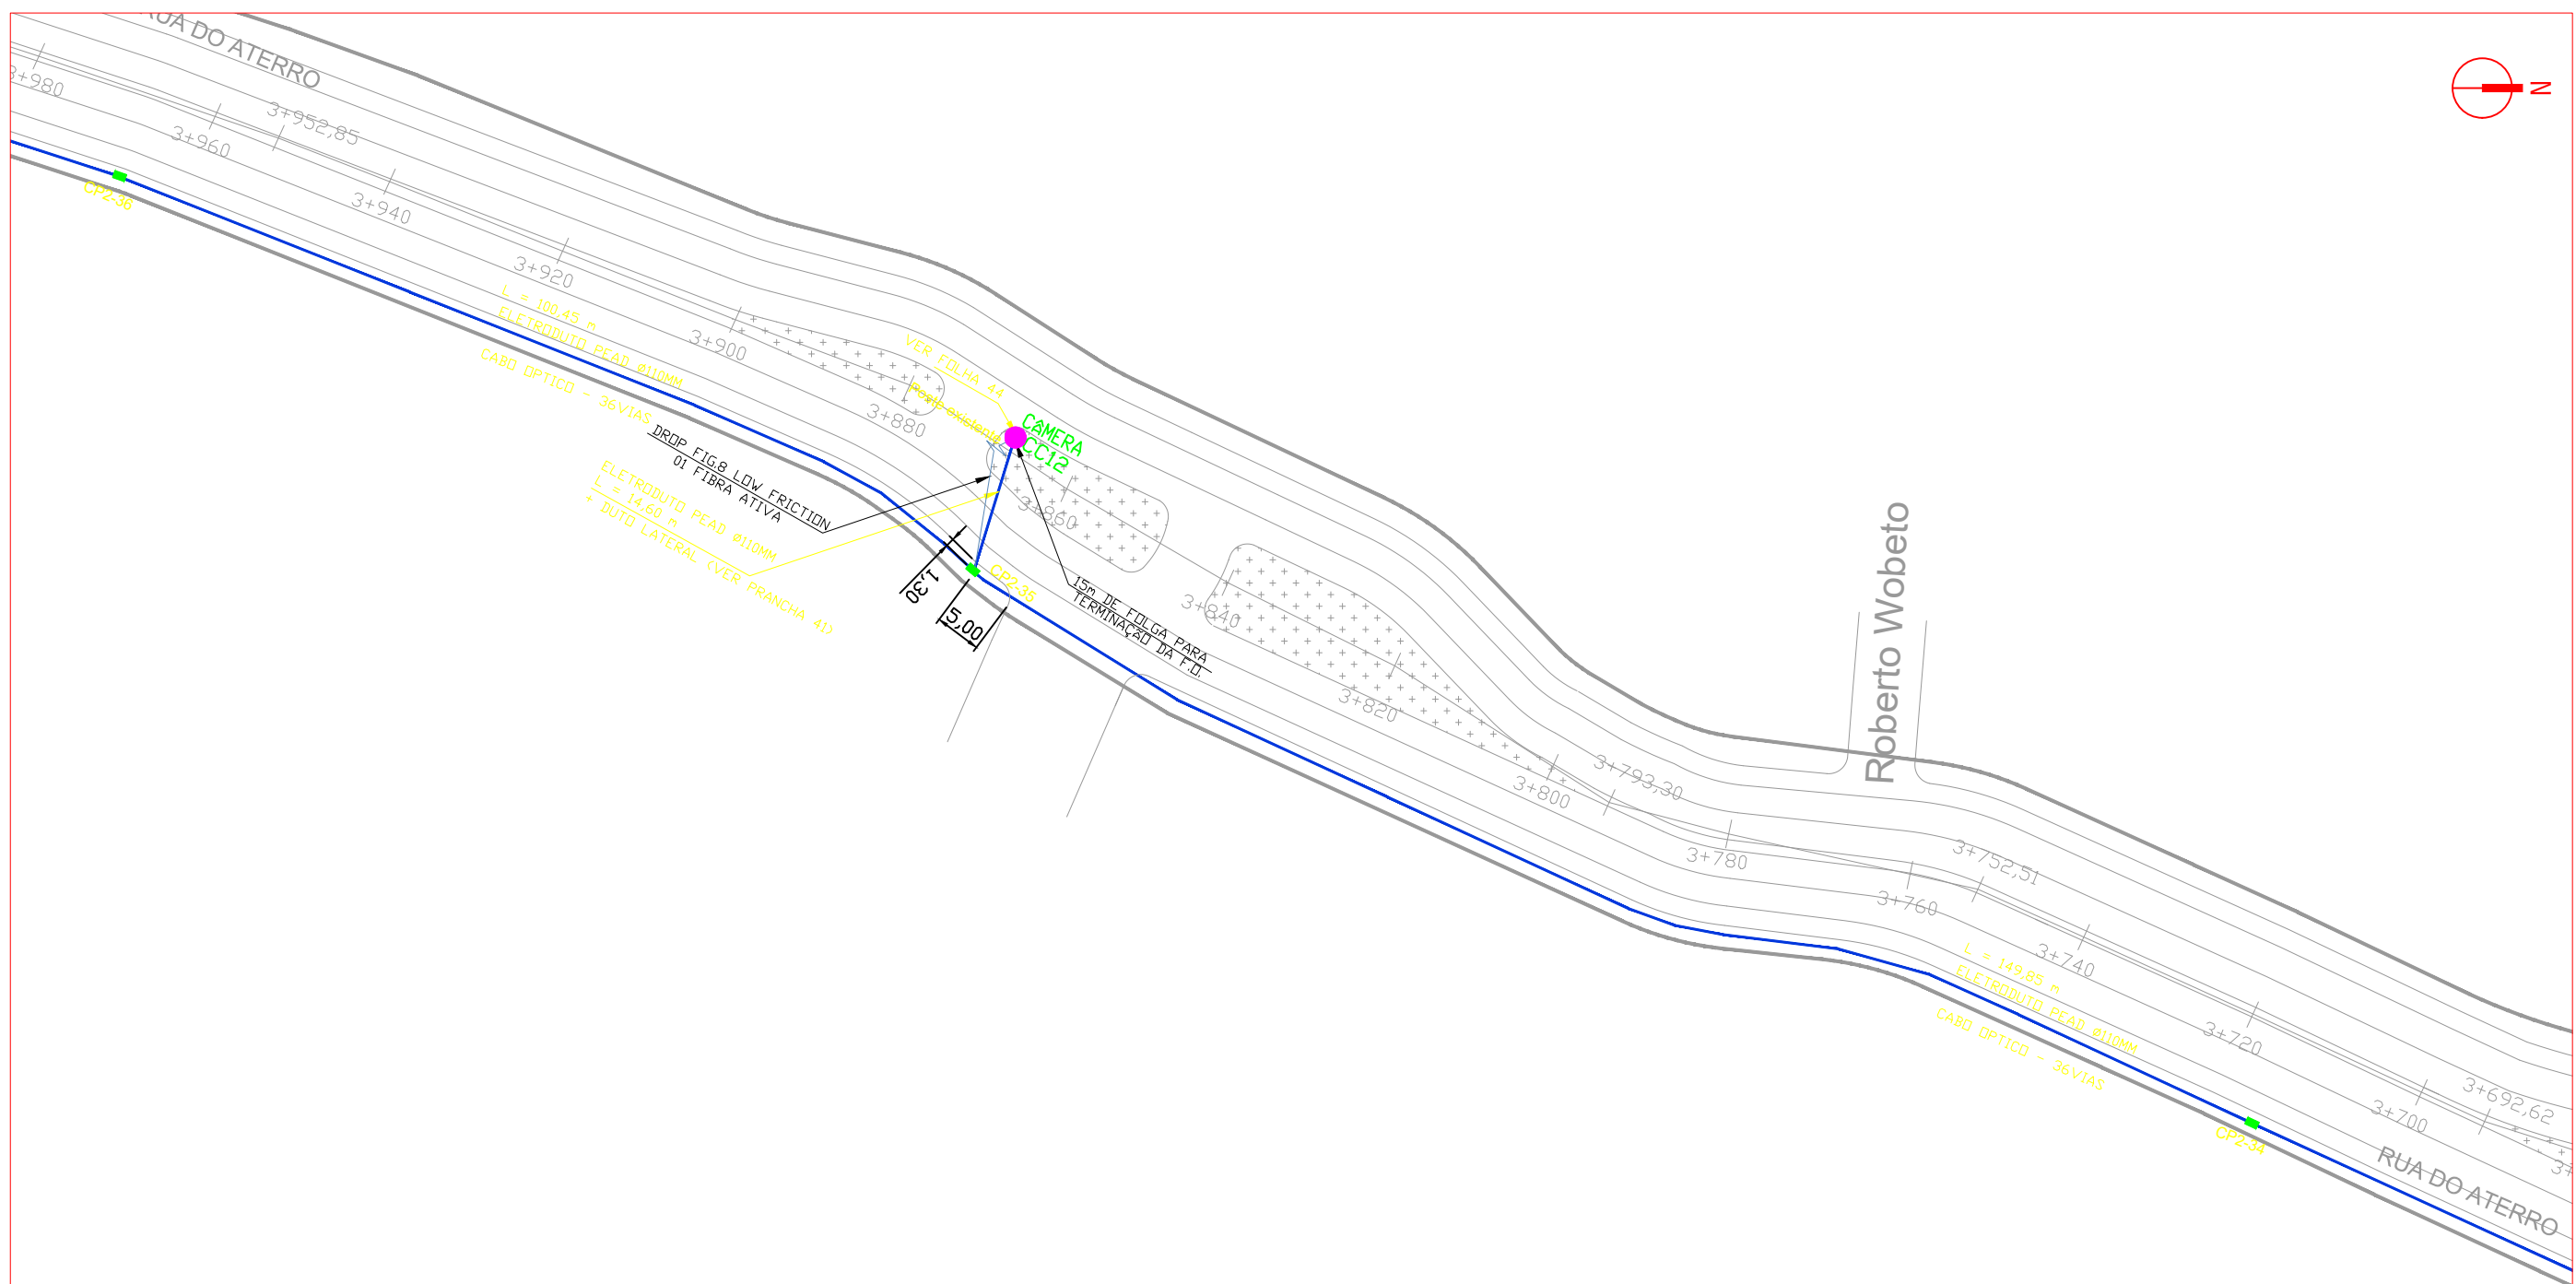 RUA DO ATERRO
N
3+980
3+952,85
3+960
CP2-36
3+940
3+920
L = 100,45 m
ELETRODUTO PEAD Ø110MM
CABO OPTICO - 36VIAS
3+900
VER FOLHA 44
Poste existente
3+880
CÂMERA
CC12
DROP FIG.8 LOW FRICTION
01 FIBRA ATIVA
ELETRODUTO PEAD Ø110MM
L = 14,60 m
+ DUTO LATERAL (VER PRANCHA 41)
3+860
1,30
CP2-35
5,00
15m DE FOLGA PARA
TERMINAÇÃO DA F.O.
3+840
Roberto Wobeto
3+820
3+793,30
3+800
3+780
3+752,51
3+760
3+740
L = 149,85 m
ELETRODUTO PEAD Ø110MM
CABO OPTICO - 36VIAS
3+720
3+692,62
3+700
CP2-34
RUA DO ATERRO